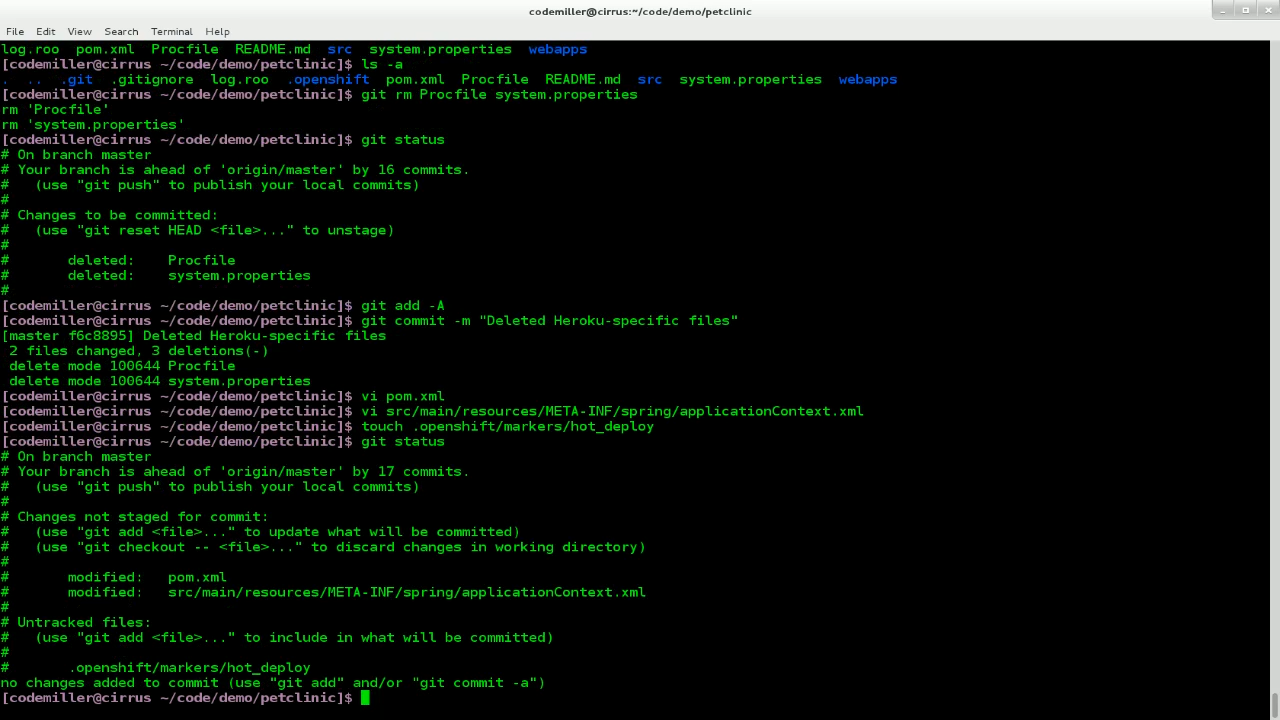 codemiller@cirrus:~/code/demo/petclinic
File Edit View Search Terminal Help
log.roo pom.xml Procfile README.md src system.properties webapps
[codemiller@cirrus ~/code/demo/petclinic]$ ls -a
. .. .git .gitignore log.roo .openshift pom.xml Procfile README.md src system.properties webapps
[codemiller@cirrus ~/code/demo/petclinic]$ git rm Procfile system.properties
rm 'Procfile'
rm 'system.properties'
[codemiller@cirrus ~/code/demo/petclinic]$ git status
# On branch master
# Your branch is ahead of 'origin/master' by 16 commits.
#   (use "git push" to publish your local commits)
#
# Changes to be committed:
#   (use "git reset HEAD <file>..." to unstage)
#
#       deleted:    Procfile
#       deleted:    system.properties
#
[codemiller@cirrus ~/code/demo/petclinic]$ git add -A
[codemiller@cirrus ~/code/demo/petclinic]$ git commit -m "Deleted Heroku-specific files"
[master f6c8895] Deleted Heroku-specific files
 2 files changed, 3 deletions(-)
 delete mode 100644 Procfile
 delete mode 100644 system.properties
[codemiller@cirrus ~/code/demo/petclinic]$ vi pom.xml
[codemiller@cirrus ~/code/demo/petclinic]$ vi src/main/resources/META-INF/spring/applicationContext.xml
[codemiller@cirrus ~/code/demo/petclinic]$ touch .openshift/markers/hot_deploy
[codemiller@cirrus ~/code/demo/petclinic]$ git status
# On branch master
# Your branch is ahead of 'origin/master' by 17 commits.
#   (use "git push" to publish your local commits)
#
# Changes not staged for commit:
#   (use "git add <file>..." to update what will be committed)
#   (use "git checkout -- <file>..." to discard changes in working directory)
#
#       modified:   pom.xml
#       modified:   src/main/resources/META-INF/spring/applicationContext.xml
#
# Untracked files:
#   (use "git add <file>..." to include in what will be committed)
#
#       .openshift/markers/hot_deploy
no changes added to commit (use "git add" and/or "git commit -a")
[codemiller@cirrus ~/code/demo/petclinic]$